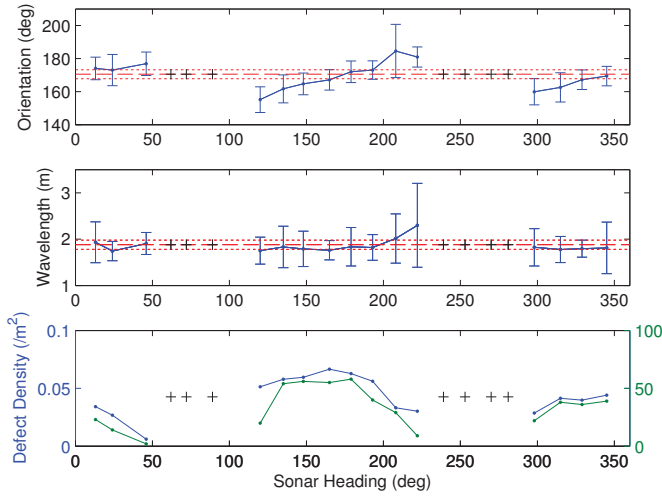 200
180
160
140
Orientation (deg)
0 50 100 150 200 250 300 350
3
2
1
Wavelength (m)
0 50 100 150 200 250 300 350
0.1
0.05
0
Defect Density (/m²)
100
50
0
0 50 100 150 200 250 300 350
Sonar Heading (deg)